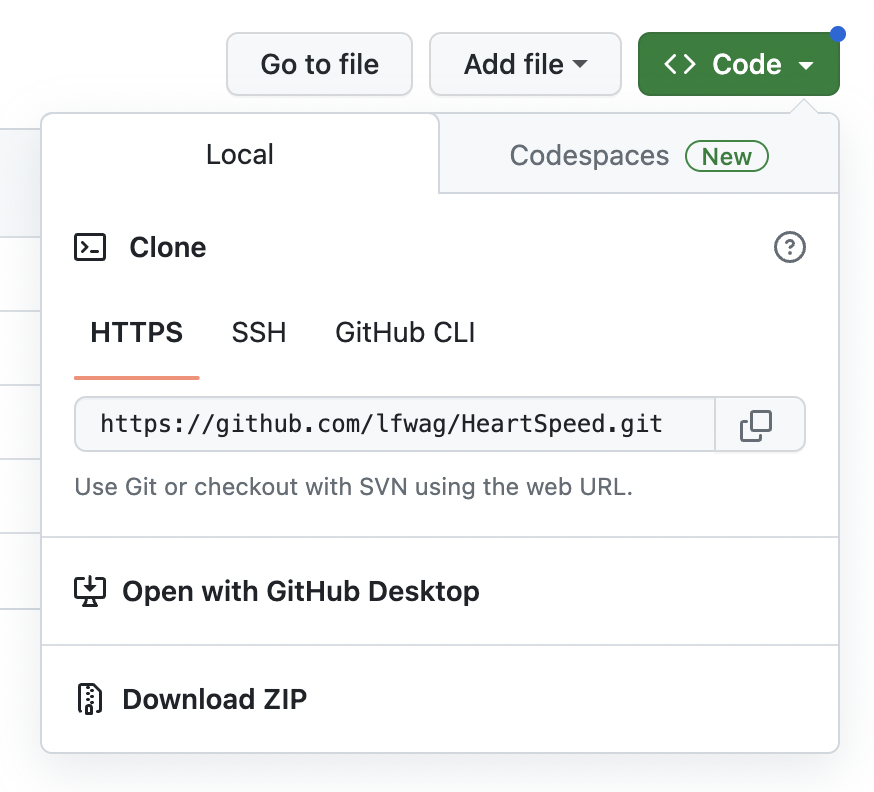 Go to file Add file Code
Local Codespaces New
Clone
HTTPS SSH GitHub CLI
https://github.com/lfwag/HeartSpeed.git
Use Git or checkout with SVN using the web URL.
Open with GitHub Desktop
Download ZIP